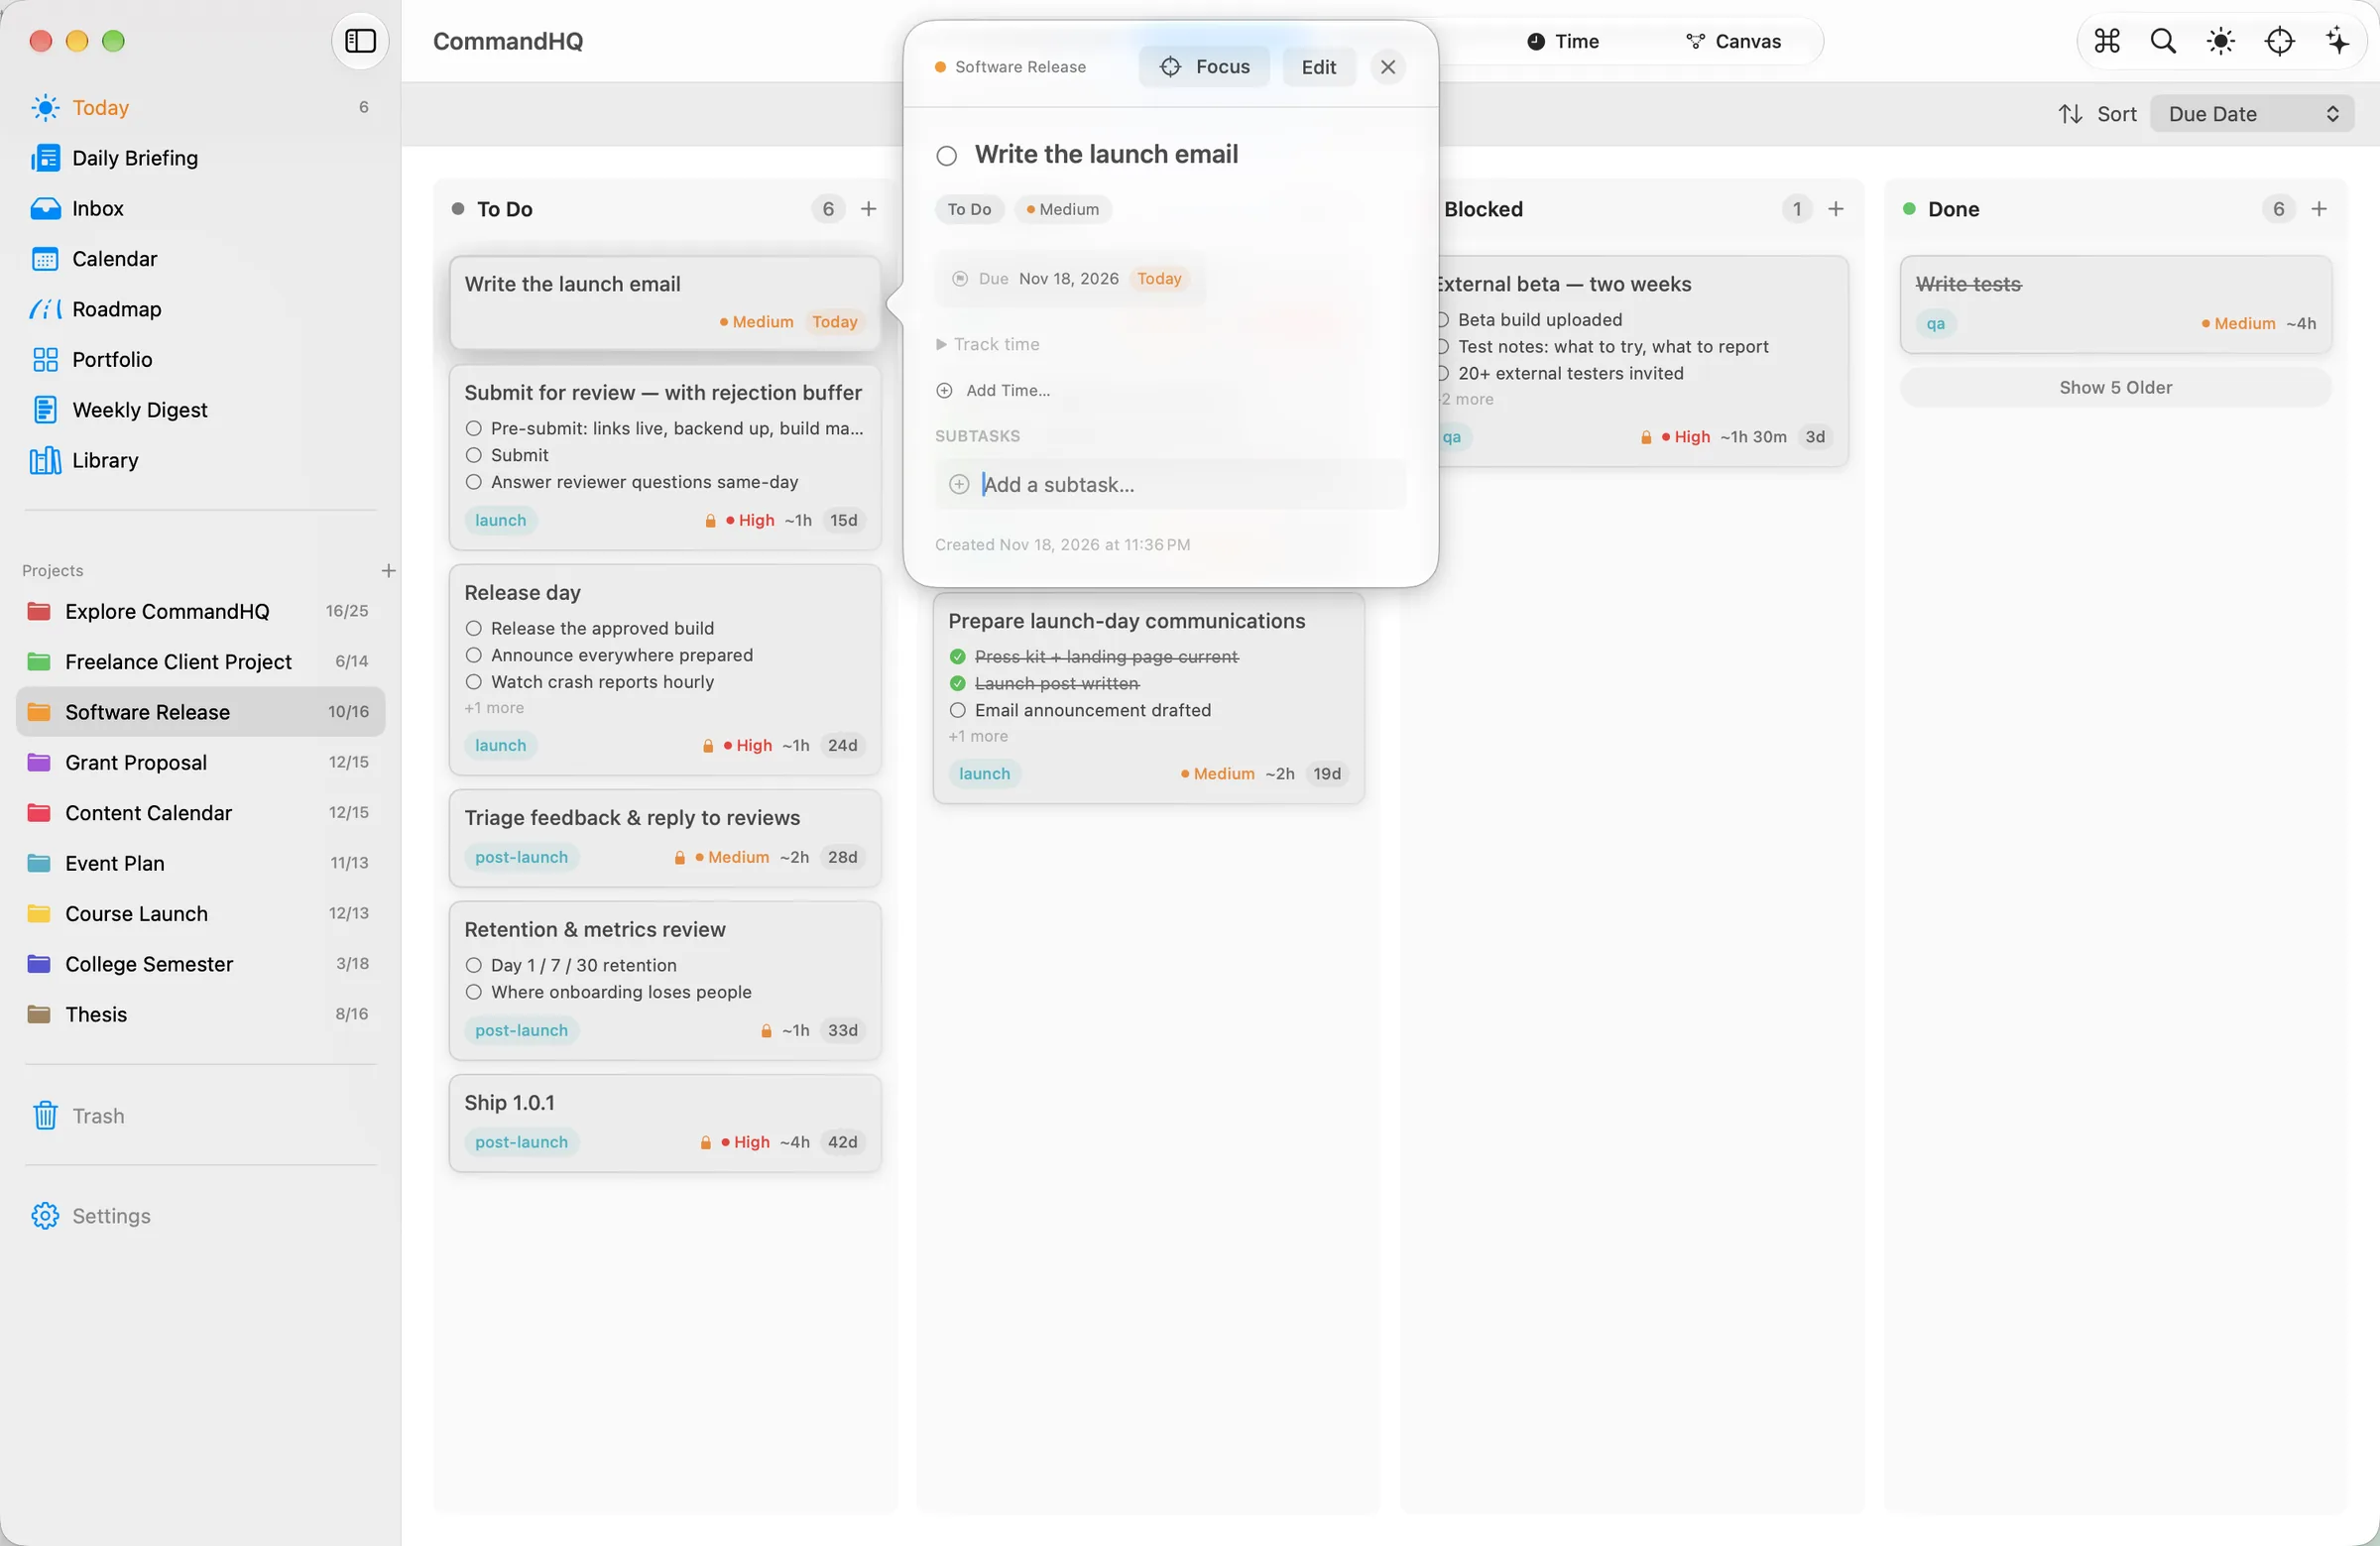 CommandHQ
Time
Canvas
Today 6
Daily Briefing
Inbox
Calendar
Roadmap
Portfolio
Weekly Digest
Library
Projects
Explore CommandHQ 16/25
Freelance Client Project 6/14
Software Release 10/16
Grant Proposal 12/15
Content Calendar 12/15
Event Plan 11/13
Course Launch 12/13
College Semester 3/18
Thesis 8/16
Trash
Settings
Sort Due Date
To Do 6
Write the launch email
Medium Today
Submit for review — with rejection buffer
Pre-submit: links live, backend up, build ma...
Submit
Answer reviewer questions same-day
launch High ~1h 15d
Release day
Release the approved build
Announce everywhere prepared
Watch crash reports hourly
+1 more
launch High ~1h 24d
Triage feedback & reply to reviews
post-launch Medium ~2h 28d
Retention & metrics review
Day 1 / 7 / 30 retention
Where onboarding loses people
post-launch ~1h 33d
Ship 1.0.1
post-launch High ~4h 42d
Software Release Focus Edit
Write the launch email
To Do Medium
Due Nov 18, 2026 Today
Track time
Add Time...
SUBTASKS
Add a subtask...
Created Nov 18, 2026 at 11:36 PM
Prepare launch-day communications
Press kit + landing page current
Launch post written
Email announcement drafted
+1 more
launch Medium ~2h 19d
Blocked 1
External beta — two weeks
Beta build uploaded
Test notes: what to try, what to report
20+ external testers invited
2 more
qa High ~1h 30m 3d
Done 6
Write tests
qa Medium ~4h
Show 5 Older